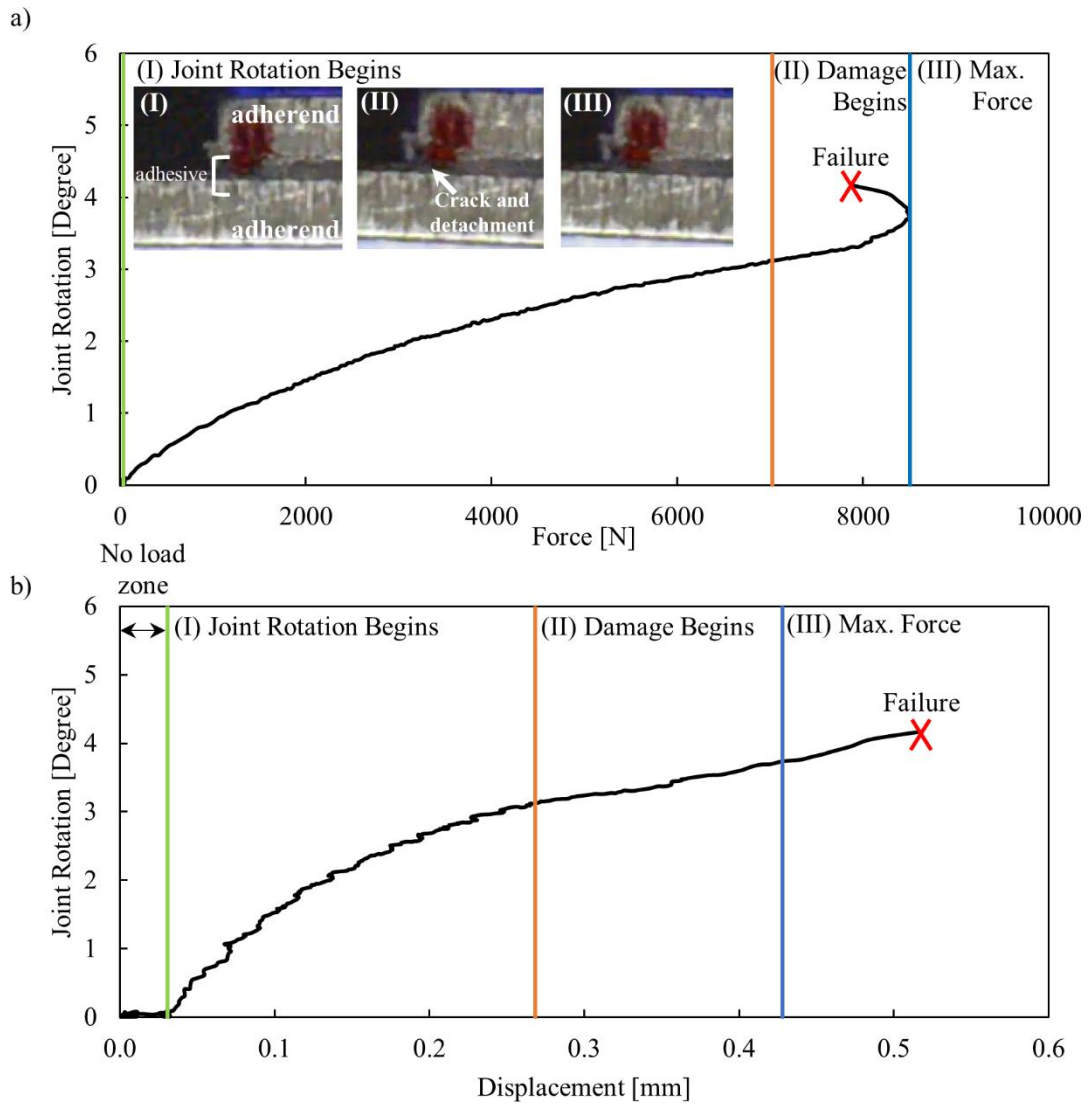 a)
6
5
4
3
2
1
0
Joint Rotation [Degree]
(I) Joint Rotation Begins
(II) Damage
Begins
(III) Max.
Force
(I)
adherend
adhesive
adherend
(II)
Crack and
detachment
(III)
Failure
0
2000
4000
6000
8000
10000
Force [N]
No load
zone
b)
6
5
4
3
2
1
0
Joint Rotation [Degree]
(I) Joint Rotation Begins
(II) Damage Begins
(III) Max. Force
Failure
0.0
0.1
0.2
0.3
0.4
0.5
0.6
Displacement [mm]